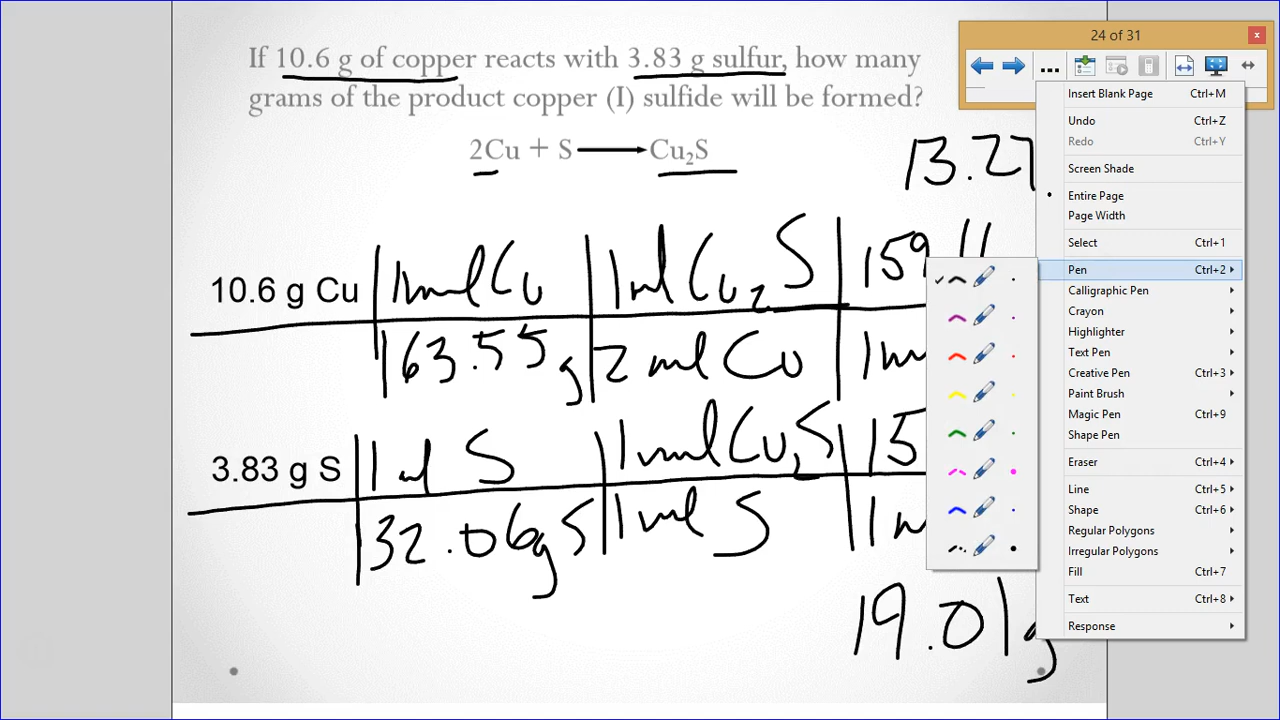 If 10.6 g of copper reacts with 3.83 g sulfur, how many
grams of the product copper (I) sulfide will be formed?
2Cu + S → Cu₂S
13.27
10.6 g Cu 1 mol Cu 1 mol Cu₂S 159.11
1 63.55 g 2 mol Cu 1 m
3.83 g S 1 mol S 1 mol Cu₂S 15
32.06 g S 1 mol S 1 m
19.01 g
24 of 31
x
...
Insert Blank Page Ctrl+M
Undo Ctrl+Z
Redo Ctrl+Y
Screen Shade
Entire Page
Page Width
Select Ctrl+1
Pen Ctrl+2
Calligraphic Pen
Crayon
Highlighter
Text Pen
Creative Pen Ctrl+3
Paint Brush
Magic Pen Ctrl+9
Shape Pen
Eraser Ctrl+4
Line Ctrl+5
Shape Ctrl+6
Regular Polygons
Irregular Polygons
Fill Ctrl+7
Text Ctrl+8
Response